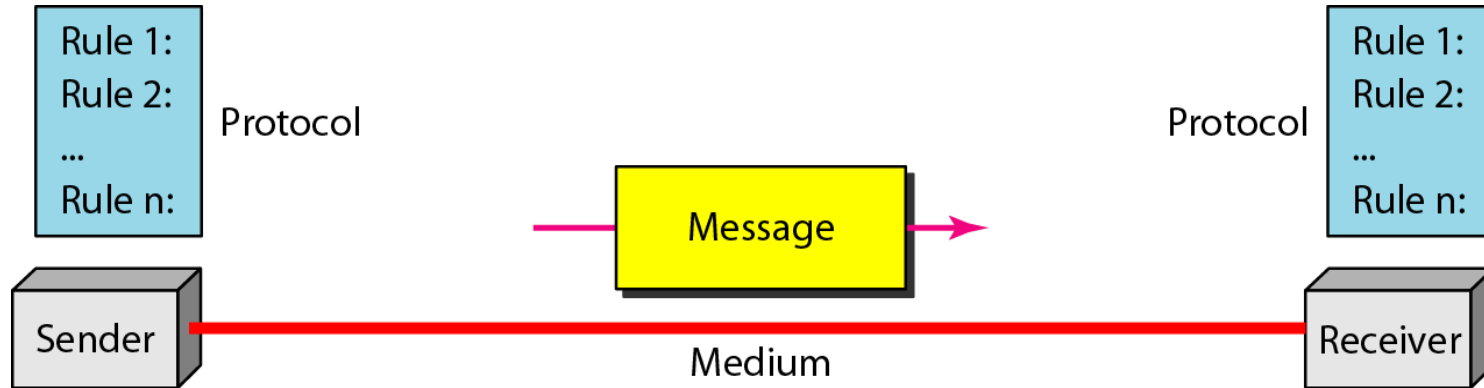 Rule 1:
Rule 2:
...
Rule n:
Protocol
Message
Protocol
Rule 1:
Rule 2:
...
Rule n:
Sender
Medium
Receiver